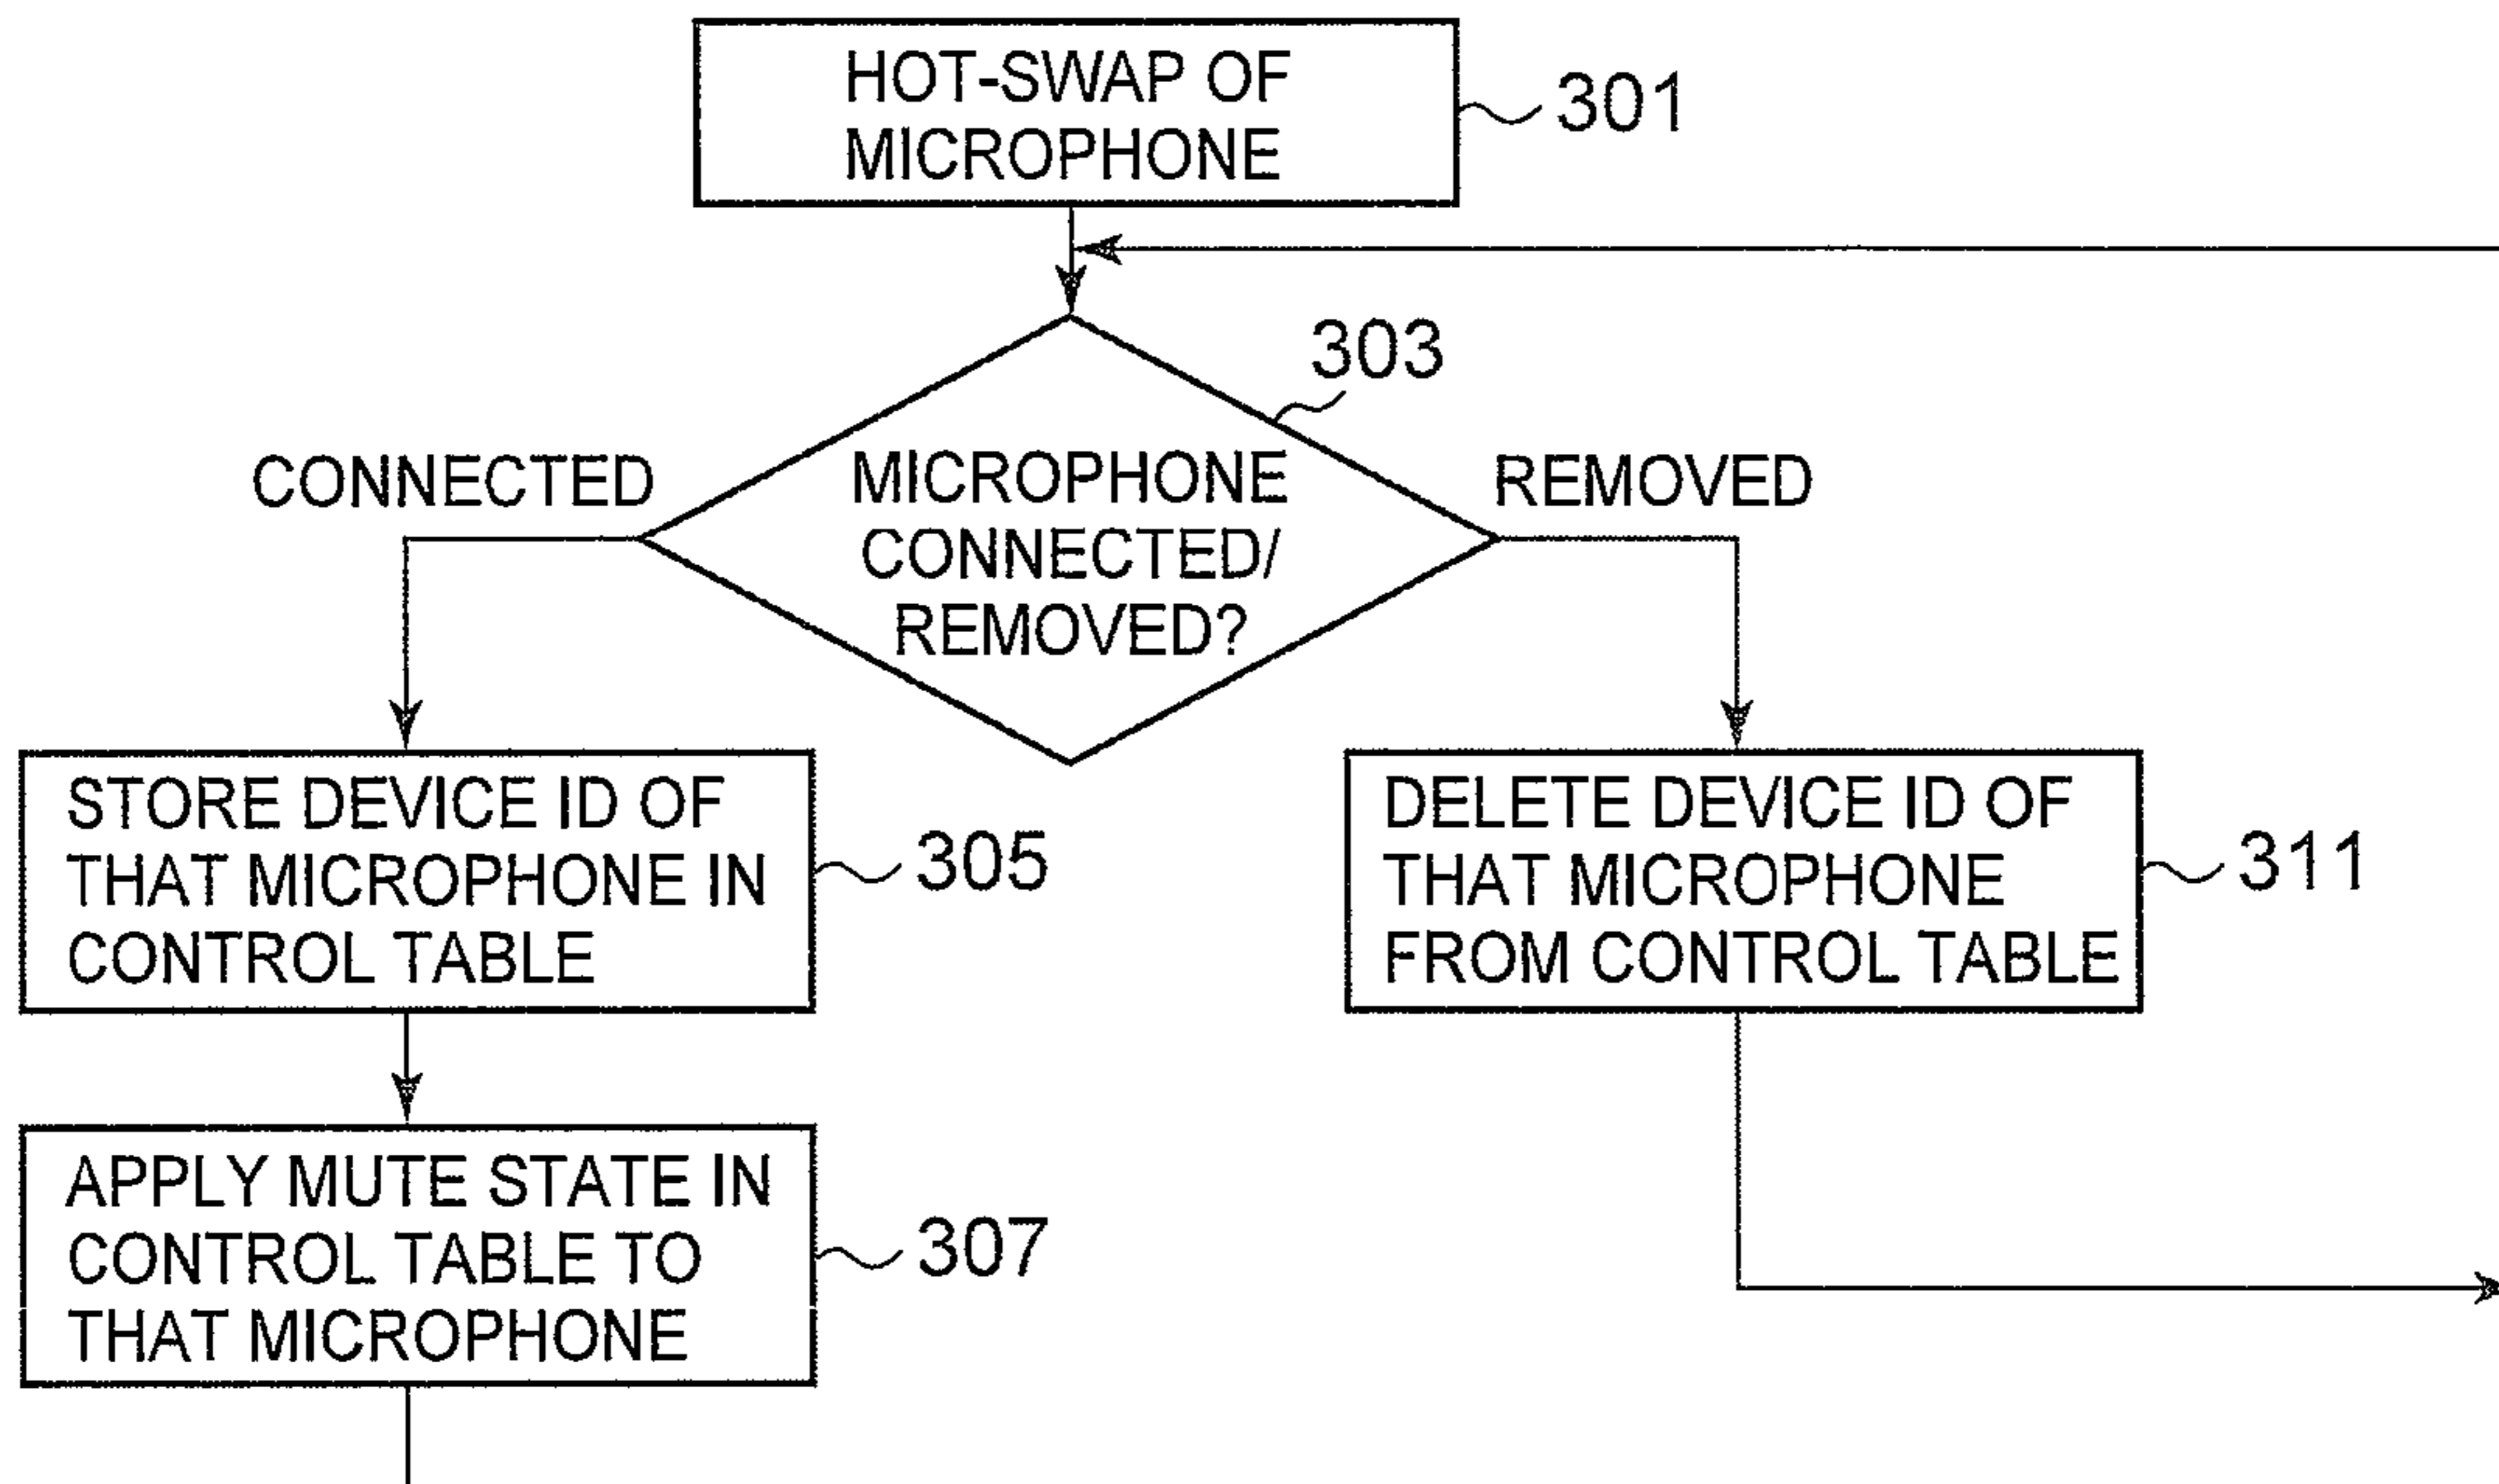 HOT-SWAP OF
MICROPHONE
301
303
CONNECTED
MICROPHONE
CONNECTED/
REMOVED?
REMOVED
STORE DEVICE ID OF
THAT MICROPHONE IN
CONTROL TABLE
305
DELETE DEVICE ID OF
THAT MICROPHONE
FROM CONTROL TABLE
311
APPLY MUTE STATE IN
CONTROL TABLE TO
THAT MICROPHONE
307